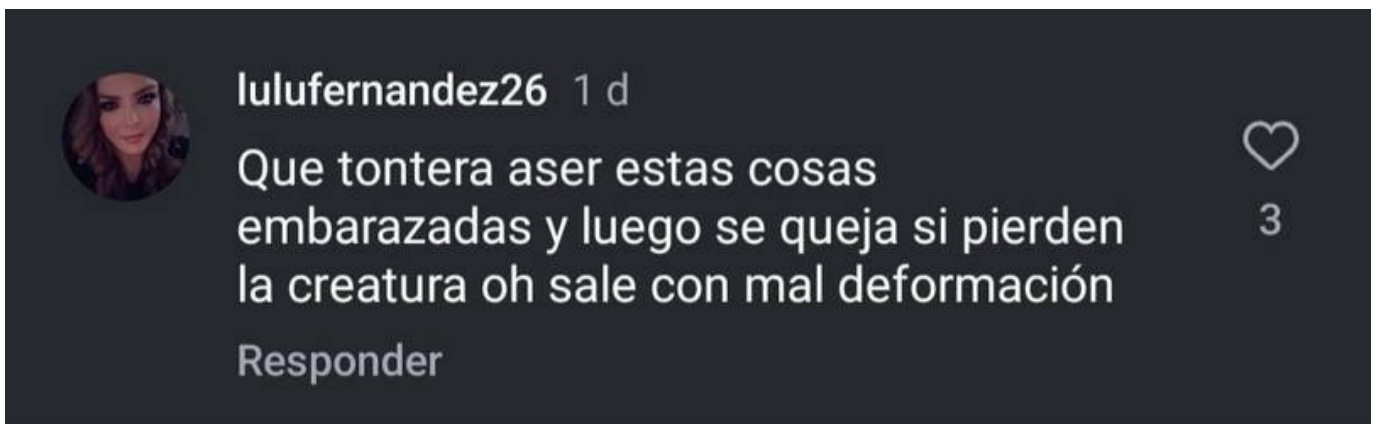 lulufernandez26 1 d
Que tontera aser estas cosas
embarazadas y luego se queja si pierden
la creatura oh sale con mal deformación
3
Responder